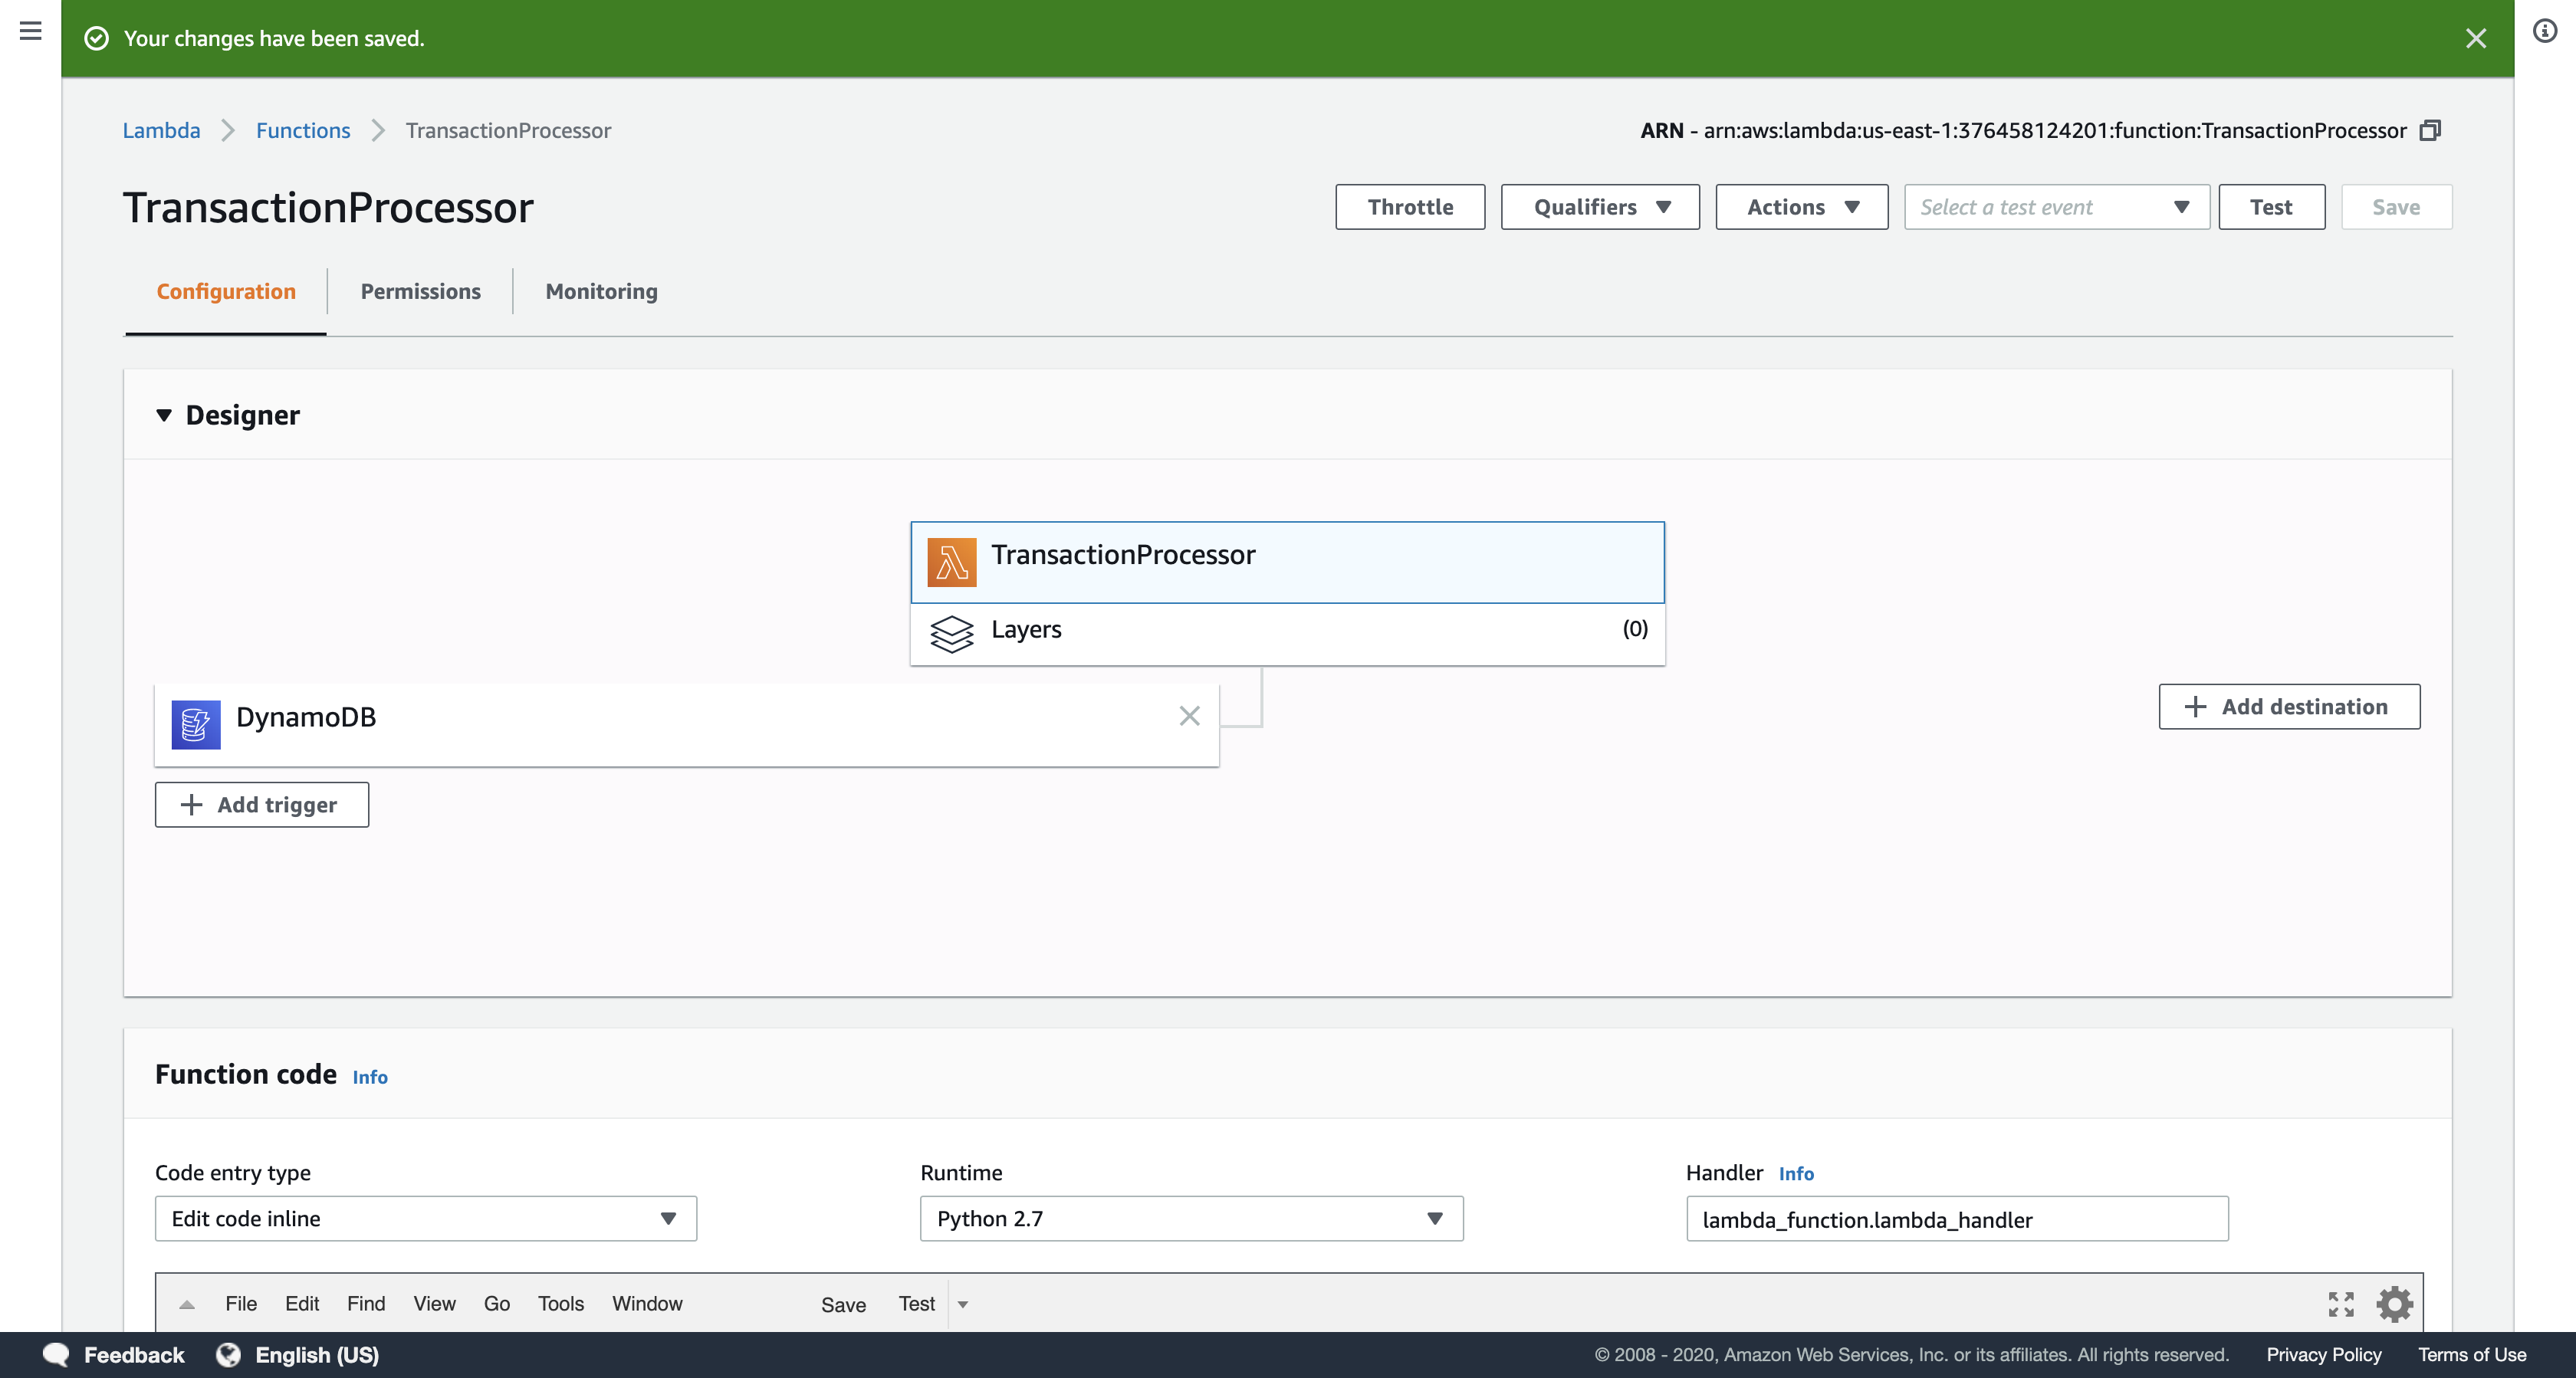 Your changes have been saved.
Lambda Functions TransactionProcessor ARN - arn:aws:lambda:us-east-1:376458124201:function:TransactionProcessor
TransactionProcessor Throttle Qualifiers Actions Select a test event Test Save
Configuration Permissions Monitoring
Designer
TransactionProcessor
Layers (0)
DynamoDB
Add destination
Add trigger
Function code Info
Code entry type Runtime Handler Info
Edit code inline Python 2.7 lambda_function.lambda_handler
File Edit Find View Go Tools Window Save Test
Feedback English (US) © 2008 - 2020, Amazon Web Services, Inc. or its affiliates. All rights reserved. Privacy Policy Terms of Use